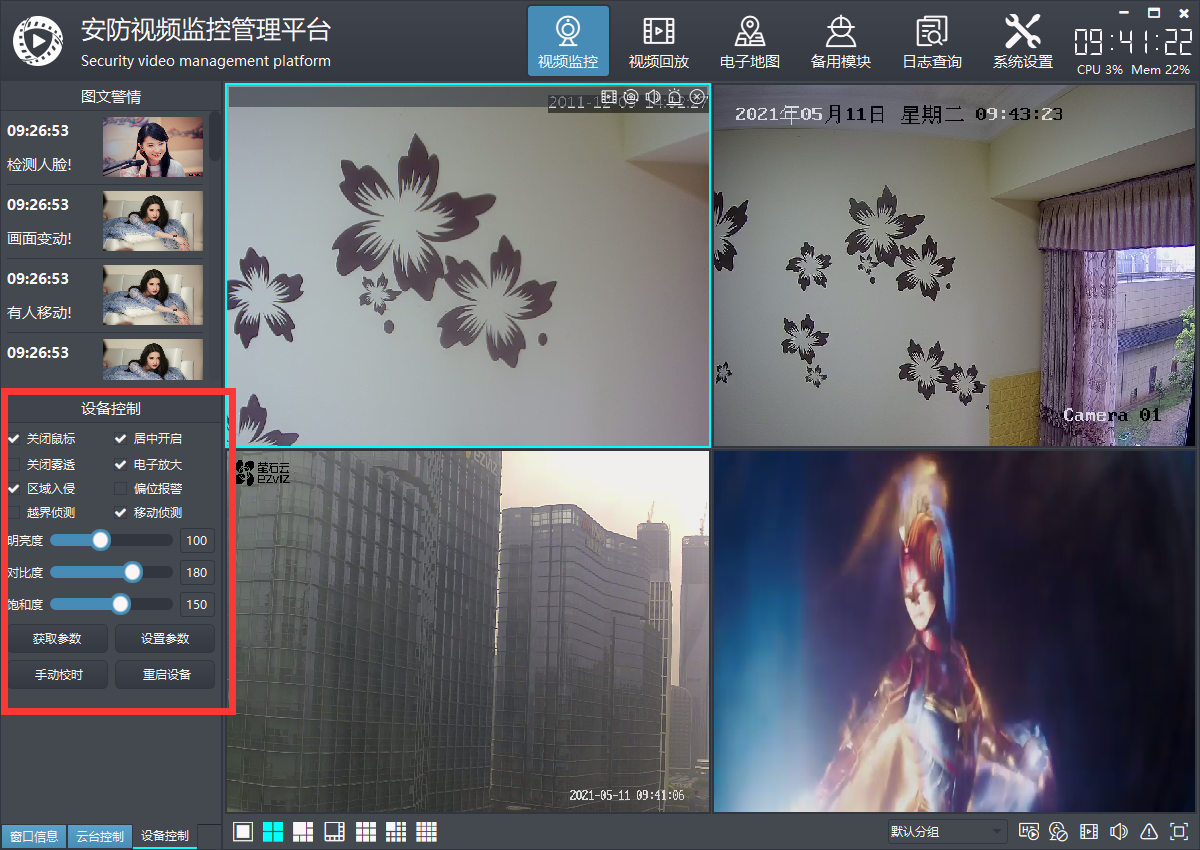 安防视频监控管理平台
Security video management platform
视频监控
视频回放
电子地图
备用模块
日志查询
系统设置
09:41:22
CPU 3% Mem 22%
图文警情
09:26:53
检测人脸!
09:26:53
画面变动!
09:26:53
有人移动!
09:26:53
2021年05月11日 星期二 09:43:23
Camera 01
设备控制
关闭鼠标
居中开启
关闭雾透
电子放大
区域入侵
偏位报警
越界侦测
移动侦测
明亮度
100
对比度
180
饱和度
150
获取参数
设置参数
手动校时
重启设备
萤石云
ezviz
2021-05-11 09:41:06
窗口信息
云台控制
设备控制
默认分组